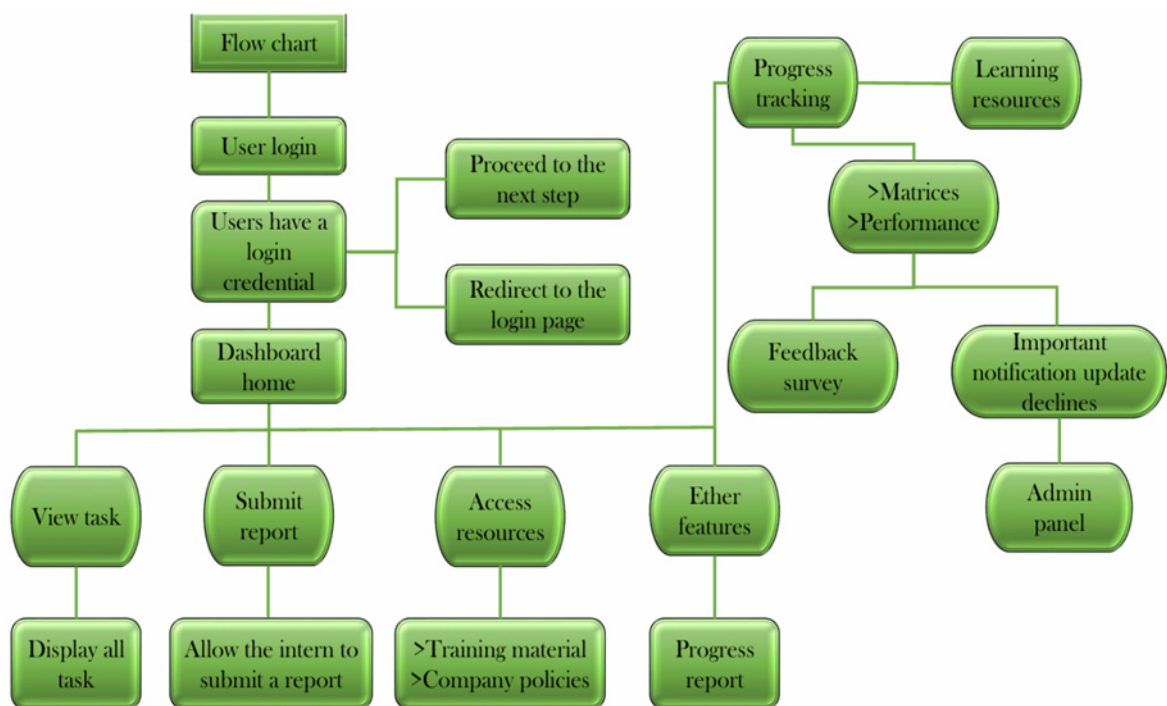 Flow chart
User login
Users have a
login
credential
Proceed to the
next step
Redirect to the
login page
Dashboard
home
View task
Submit
report
Access
resources
Ether
features
Display all
task
Allow the intern to
submit a report
>Training material
>Company policies
Progress
report
Progress
tracking
Learning
resources
>Matrices
>Performance
Feedback
survey
Important
notification update
declines
Admin
panel